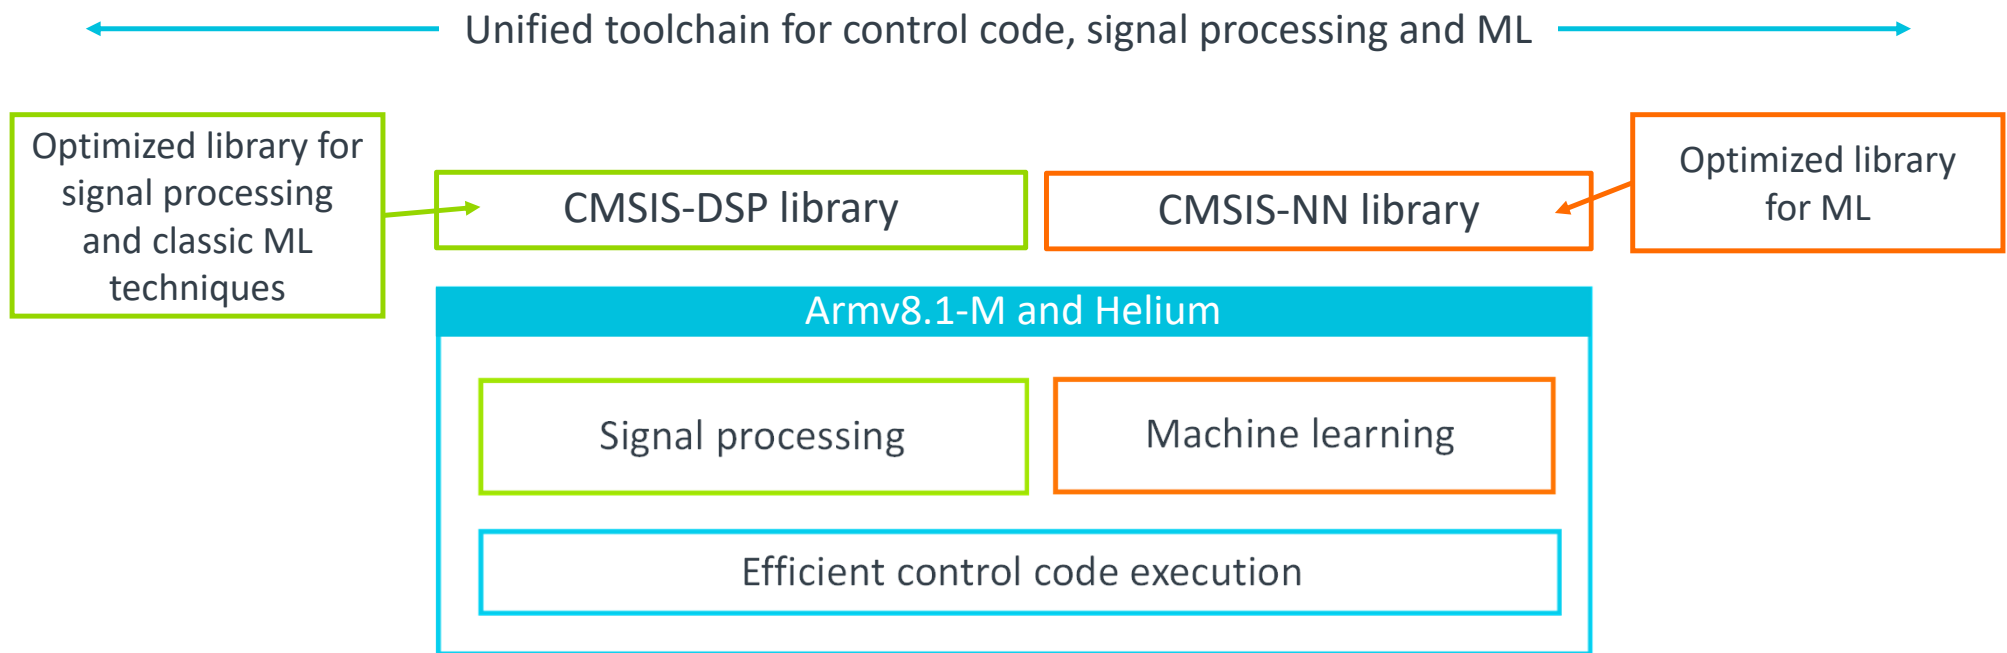 Unified toolchain for control code, signal processing and ML
Optimized library for
signal processing
and classic ML
techniques
CMSIS-DSP library
CMSIS-NN library
Optimized library
for ML
Armv8.1-M and Helium
Signal processing
Machine learning
Efficient control code execution